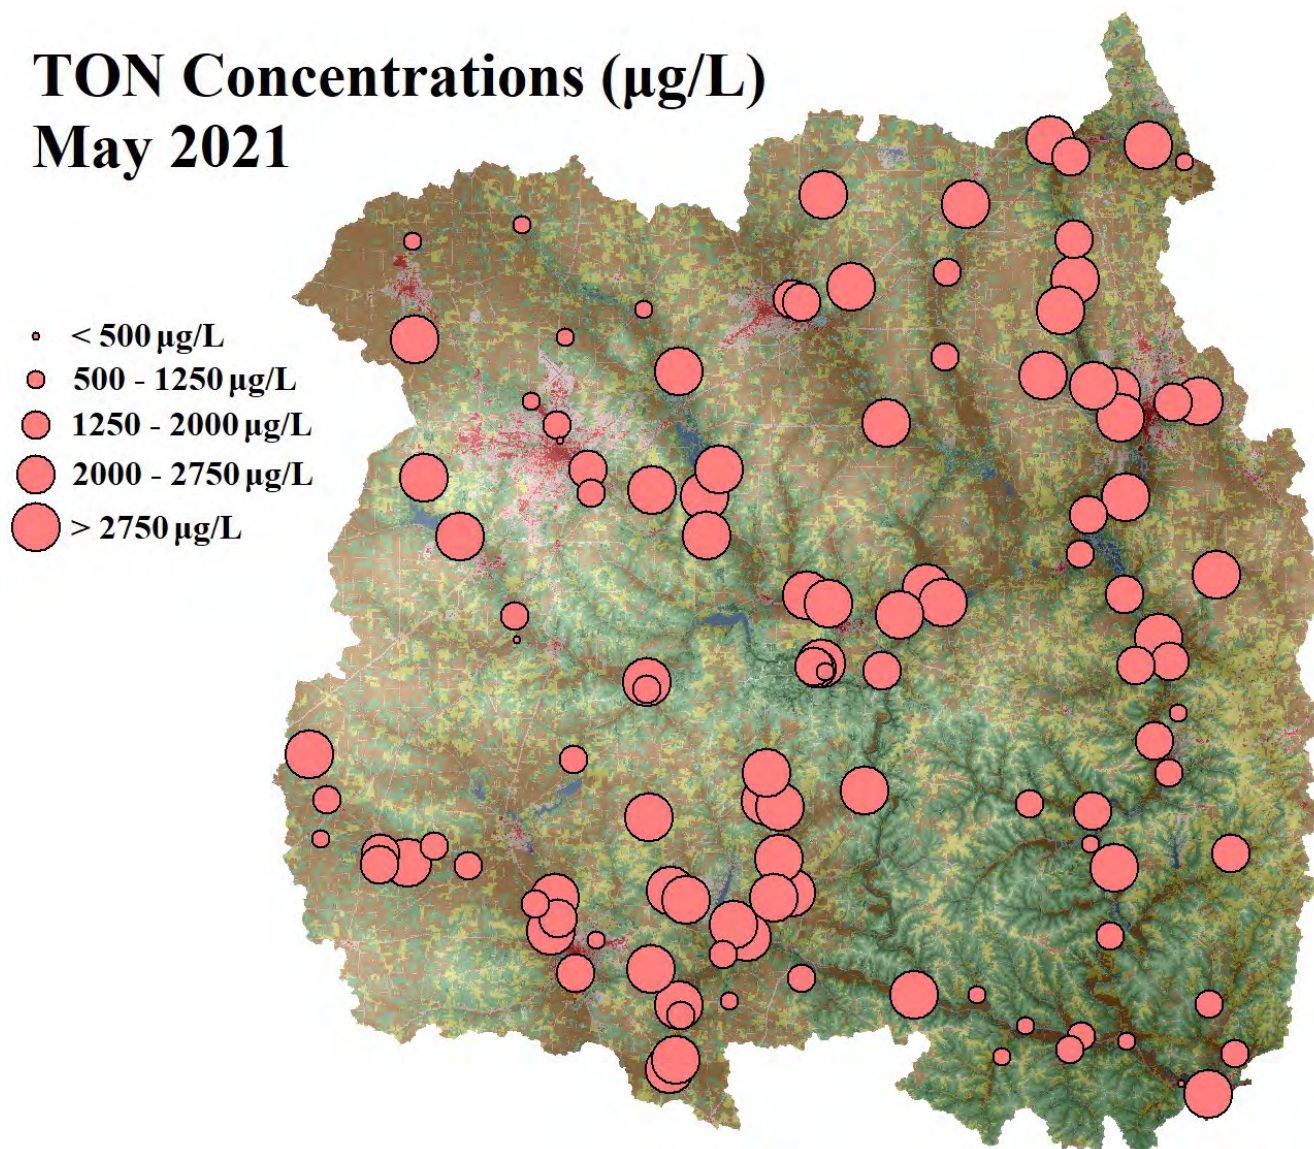 TON Concentrations (µg/L)
May 2021
< 500 µg/L
500 - 1250 µg/L
1250 - 2000 µg/L
2000 - 2750 µg/L
> 2750 µg/L